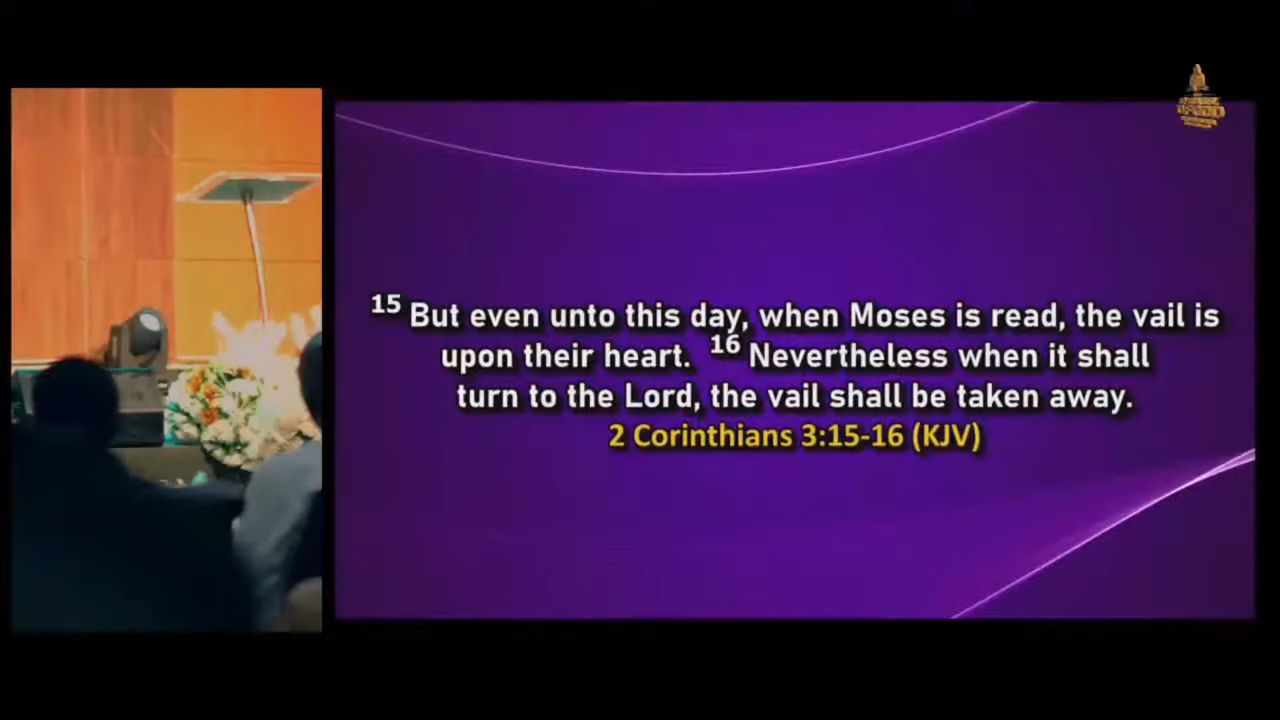 15 But even unto this day, when Moses is read, the vail is
upon their heart. 16 Nevertheless when it shall
turn to the Lord, the vail shall be taken away.
2 Corinthians 3:15-16 (KJV)